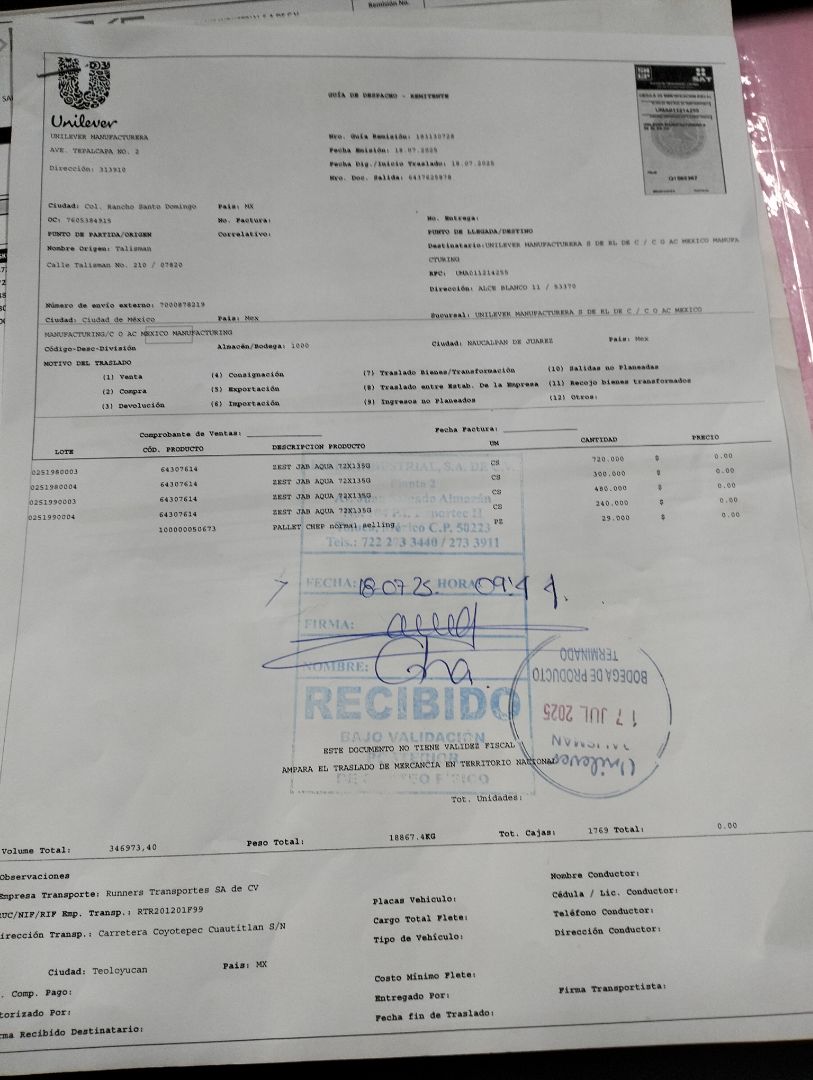 Remisión No.
Unilever
GUÍA DE DESPACHO - REMITENTE
UNILEVER MANUFACTURERA
AVE. TEPALCAPA NO. 2
Dirección: 313910
Nro. Guía Remisión: 181130728
Fecha Emisión: 18.07.2025
Fecha Dig./Inicio Traslado: 18.07.2025
Nro. Doc. Salida: 6437625878
Ciudad: Col. Rancho Santo Domingo País: MX
OC: 7605384915 No. Factura: No. Entrega:
PUNTO DE PARTIDA/ORIGEN Correlativo: PUNTO DE LLEGADA/DESTINO
Nombre Origen: Talisman Destinatario:UNILEVER MANUFACTURERA S DE RL DE C / C O AC MEXICO MANUFA
CTURING
Calle Talisman No. 210 / 07820 RFC: UMA011214255
Dirección: ALCE BLANCO 11 / 53370
Número de envío externo: 7000878219
Ciudad: Ciudad de México País: Mex Sucursal: UNILEVER MANUFACTURERA S DE RL DE C / C O AC MEXICO
MANUFACTURING/C O AC MEXICO MANUFACTURING
Código-Desc-División Almacén/Bodega: 1000 Ciudad: NAUCALPAN DE JUAREZ País: Mex
MOTIVO DEL TRASLADO
(1) Venta (4) Consignación (7) Traslado Bienes/Transformación (10) Salidas no Planeadas
(2) Compra (5) Exportación (8) Traslado entre Estab. De la Empresa (11) Recojo bienes transformados
(3) Devolución (6) Importación (9) Ingresos no Planeados (12) Otros:
Comprobante de Ventas: Fecha Factura:
LOTE CÓD. PRODUCTO DESCRIPCION PRODUCTO UM CANTIDAD PRECIO
0251980003 64307614 ZEST JAB AQUA 72X135G CS 720.000 $ 0.00
0251980004 64307614 ZEST JAB AQUA 72X135G CS 300.000 $ 0.00
0251990003 64307614 ZEST JAB AQUA 72X135G CS 480.000 $ 0.00
0251990004 64307614 ZEST JAB AQUA 72X135G CS 240.000 $ 0.00
100000050673 PALLET CHEP normal selling PZ 29.000 $ 0.00
C.P. 50223
Tels.: 722 273 3440 / 273 3911
FECHA: 18 07 25. HORA 09:44
FIRMA:
NOMBRE:
RECIBIDO
BAJO VALIDACIÓN
BODEGA DE PRODUCTO
TERMINADO
17 JUL 2025
Unilever
ESTE DOCUMENTO NO TIENE VALIDEZ FISCAL
AMPARA EL TRASLADO DE MERCANCIA EN TERRITORIO NACIONAL
Tot. Unidades:
Volume Total: 346973,40 Peso Total: 18867.4KG Tot. Cajas: 1769 Total: 0.00
Observaciones Nombre Conductor:
Empresa Transporte: Runners Transportes SA de CV Placas Vehiculo: Cédula / Lic. Conductor:
RUC/NIF/RIF Emp. Transp.: RTR201201F99 Cargo Total Flete: Teléfono Conductor:
Dirección Transp.: Carretera Coyotepec Cuautitlan S/N Tipo de Vehículo: Dirección Conductor:
Ciudad: Teoloyucan País: MX Costo Mínimo Flete:
. Comp. Pago: Entregado Por: Firma Transportista:
torizado Por: Fecha fin de Traslado:
rma Recibido Destinatario: